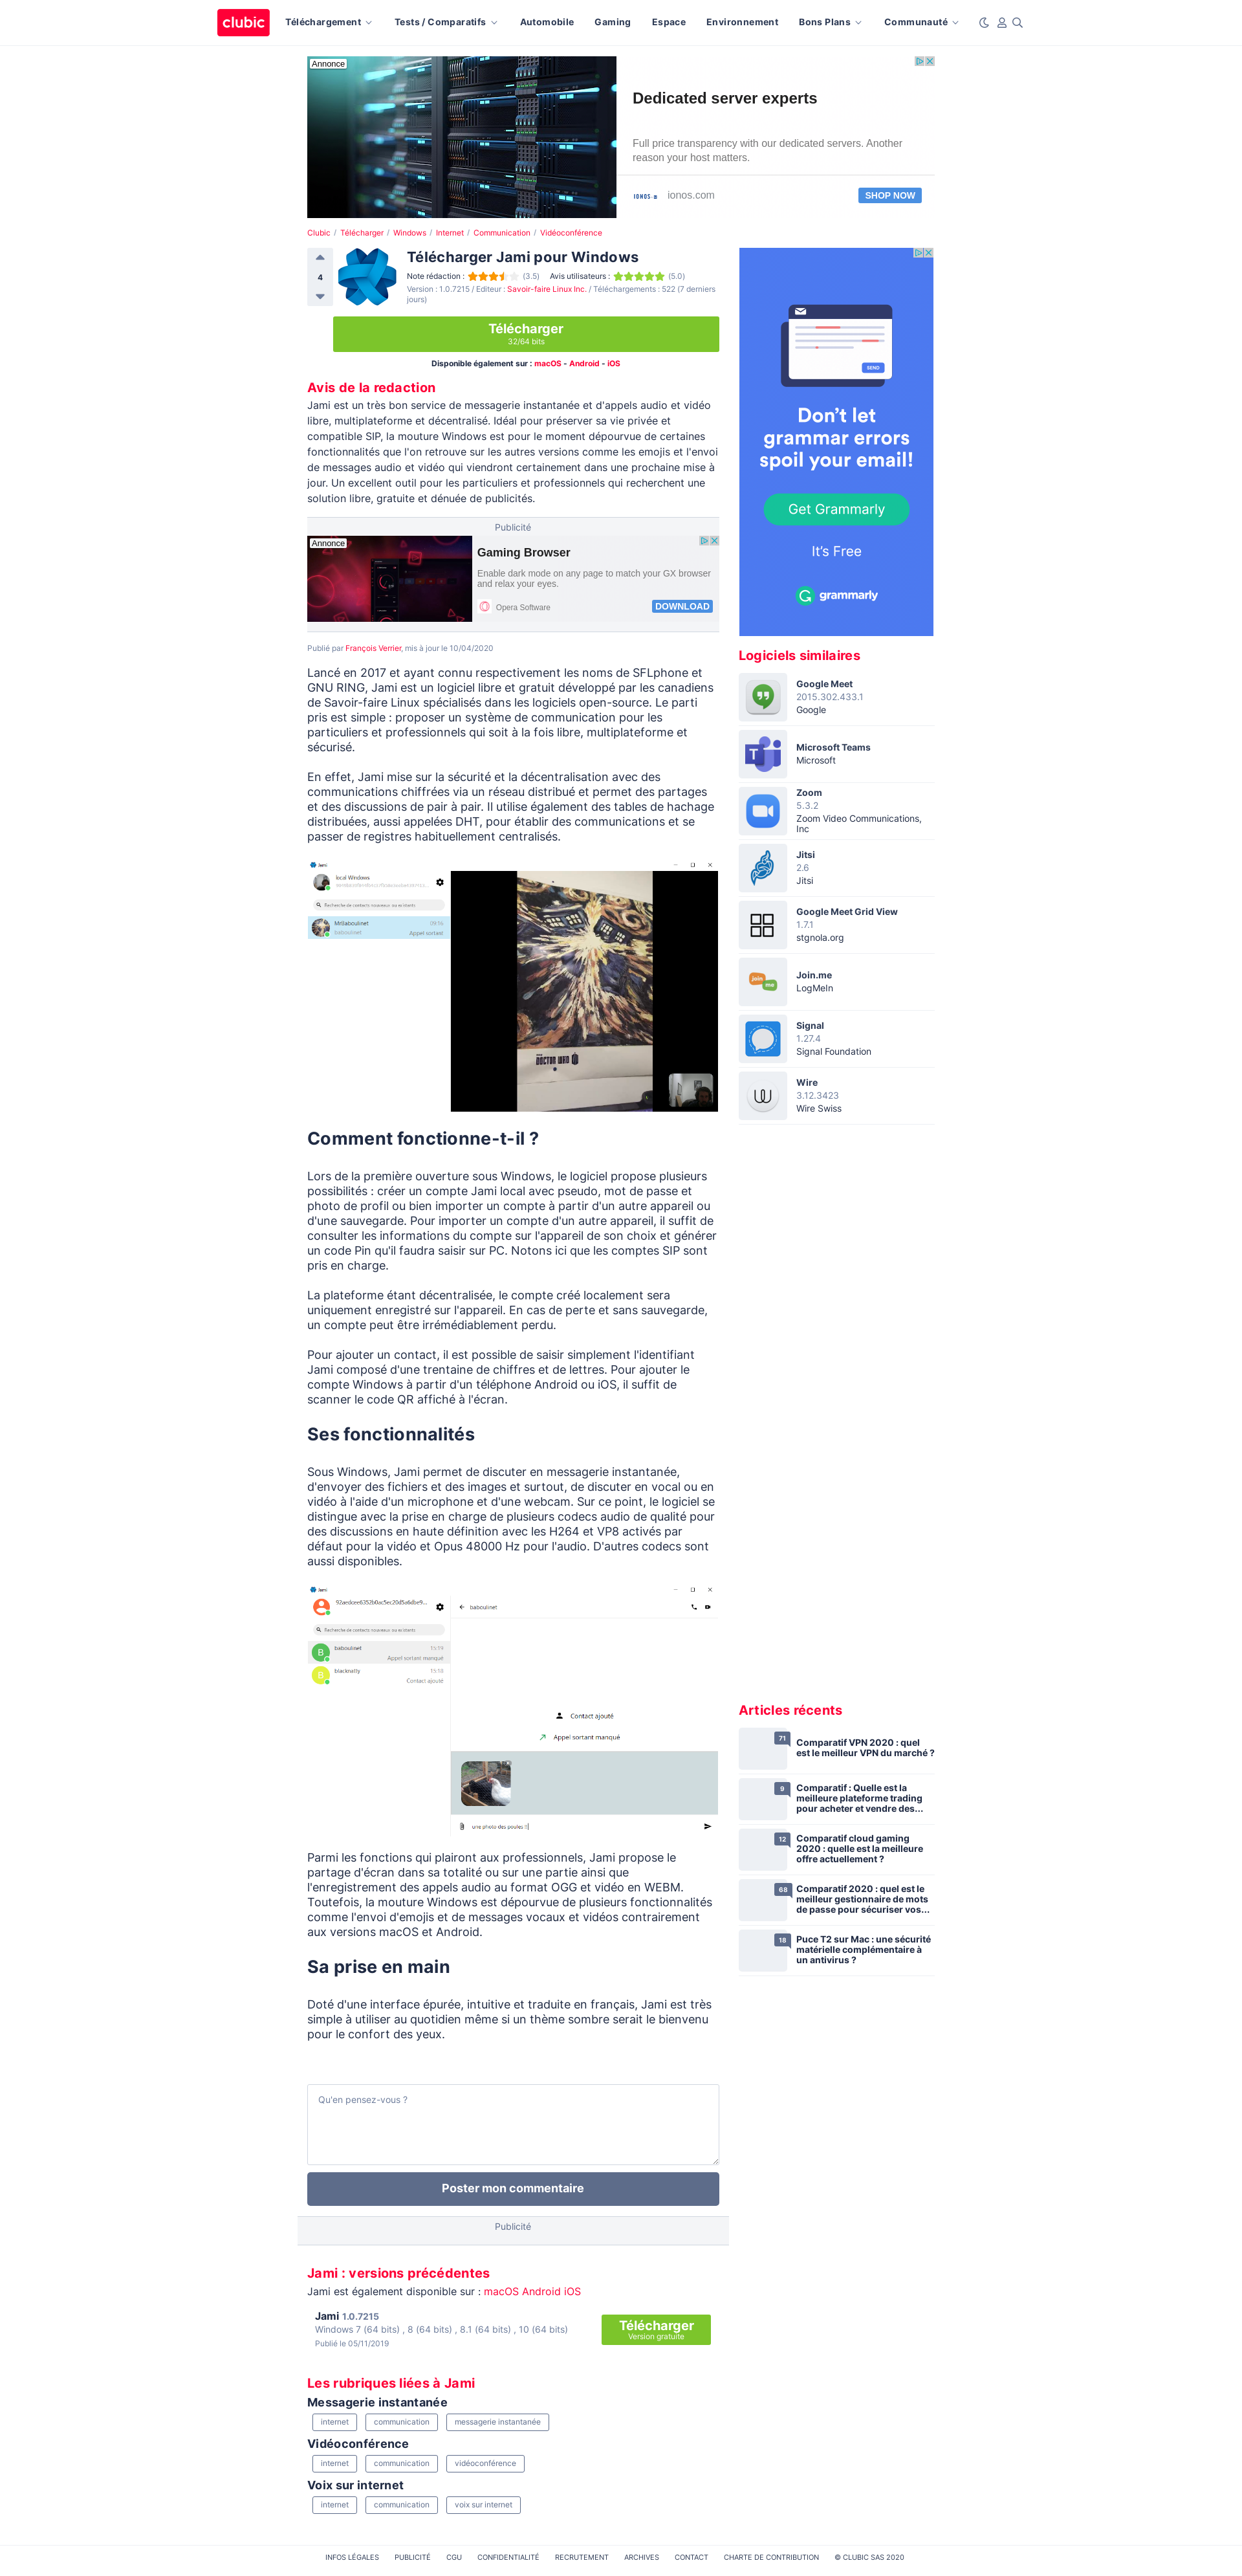 clubic
Téléchargement
Tests / Comparatifs
Automobile
Gaming
Espace
Environnement
Bons Plans
Communauté
Annonce
Dedicated server experts
Full price transparency with our dedicated servers. Another
reason your host matters.
IONOS
ionos.com
SHOP NOW
Clubic / Télécharger / Windows / Internet / Communication / Vidéoconférence
4
Télécharger Jami pour Windows
Note rédaction : (3.5) Avis utilisateurs : (5.0)
Version : 1.0.7215 / Editeur : Savoir-faire Linux Inc. / Téléchargements : 522 (7 derniers
jours)
Télécharger
32/64 bits
Disponible également sur : macOS - Android - iOS
Avis de la redaction
Jami est un très bon service de messagerie instantanée et d'appels audio et vidéo
libre, multiplateforme et décentralisé. Idéal pour préserver sa vie privée et
compatible SIP, la mouture Windows est pour le moment dépourvue de certaines
fonctionnalités que l'on retrouve sur les autres versions comme les emojis et l'envoi
de messages audio et vidéo qui viendront certainement dans une prochaine mise à
jour. Un excellent outil pour les particuliers et professionnels qui recherchent une
solution libre, gratuite et dénuée de publicités.
Publicité
Annonce
Gaming Browser
Enable dark mode on any page to match your GX browser
and relax your eyes.
Opera Software
DOWNLOAD
Publié par François Verrier, mis à jour le 10/04/2020
Lancé en 2017 et ayant connu respectivement les noms de SFLphone et
GNU RING, Jami est un logiciel libre et gratuit développé par les canadiens
de Savoir-faire Linux spécialisés dans les logiciels open-source. Le parti
pris est simple : proposer un système de communication pour les
particuliers et professionnels qui soit à la fois libre, multiplateforme et
sécurisé.
En effet, Jami mise sur la sécurité et la décentralisation avec des
communications chiffrées via un réseau distribué et permet des partages
et des discussions de pair à pair. Il utilise également des tables de hachage
distribuées, aussi appelées DHT, pour établir des communications et se
passer de registres habituellement centralisés.
Jami
local Windows
Recherche de contacts nouveaux ou existants
Millaboulinet
09:16
baboulinet
Appel sortant
DOCTOR WHO
Comment fonctionne-t-il ?
Lors de la première ouverture sous Windows, le logiciel propose plusieurs
possibilités : créer un compte Jami local avec pseudo, mot de passe et
photo de profil ou bien importer un compte à partir d'un autre appareil ou
d'une sauvegarde. Pour importer un compte d'un autre appareil, il suffit de
consulter les informations du compte sur l'appareil de son choix et générer
un code Pin qu'il faudra saisir sur PC. Notons ici que les comptes SIP sont
pris en charge.
La plateforme étant décentralisée, le compte créé localement sera
uniquement enregistré sur l'appareil. En cas de perte et sans sauvegarde,
un compte peut être irrémédiablement perdu.
Pour ajouter un contact, il est possible de saisir simplement l'identifiant
Jami composé d'une trentaine de chiffres et de lettres. Pour ajouter le
compte Windows à partir d'un téléphone Android ou iOS, il suffit de
scanner le code QR affiché à l'écran.
Ses fonctionnalités
Sous Windows, Jami permet de discuter en messagerie instantanée,
d'envoyer des fichiers et des images et surtout, de discuter en vocal ou en
vidéo à l'aide d'un microphone et d'une webcam. Sur ce point, le logiciel se
distingue avec la prise en charge de plusieurs codecs audio de qualité pour
des discussions en haute définition avec les H264 et VP8 activés par
défaut pour la vidéo et Opus 48000 Hz pour l'audio. D'autres codecs sont
aussi disponibles.
Jami
92aedcee6352b0ac5ec20d5a6dbe9...
baboulinet
Recherche de contacts nouveaux ou existants
B
baboulinet
15:19
Appel sortant manqué
B
blacknally
15:18
Contact ajouté
Contact ajouté
Appel sortant manqué
une photo des poules !!
Parmi les fonctions qui plairont aux professionnels, Jami propose le
partage d'écran dans sa totalité ou sur une partie ainsi que
l'enregistrement des appels audio au format OGG et vidéo en WEBM.
Toutefois, la mouture Windows est dépourvue de plusieurs fonctionnalités
comme l'envoi d'emojis et de messages vocaux et vidéos contrairement
aux versions macOS et Android.
Sa prise en main
Doté d'une interface épurée, intuitive et traduite en français, Jami est très
simple à utiliser au quotidien même si un thème sombre serait le bienvenu
pour le confort des yeux.
Qu'en pensez-vous ?
Poster mon commentaire
Publicité
Jami : versions précédentes
Jami est également disponible sur : macOS Android iOS
Jami 1.0.7215
Windows 7 (64 bits) , 8 (64 bits) , 8.1 (64 bits) , 10 (64 bits)
Publié le 05/11/2019
Télécharger
Version gratuite
Les rubriques liées à Jami
Messagerie instantanée
internet
communication
messagerie instantanée
Vidéoconférence
internet
communication
vidéoconférence
Voix sur internet
internet
communication
voix sur internet
SEND
Don't let
grammar errors
spoil your email!
Get Grammarly
It's Free
grammarly
Logiciels similaires
Google Meet
2015.302.433.1
Google
Microsoft Teams
Microsoft
Zoom
5.3.2
Zoom Video Communications,
Inc
Jitsi
2.6
Jitsi
Google Meet Grid View
1.7.1
stgnola.org
join me
Join.me
LogMeIn
Signal
1.27.4
Signal Foundation
Wire
3.12.3423
Wire Swiss
Articles récents
71
Comparatif VPN 2020 : quel
est le meilleur VPN du marché ?
9
Comparatif : Quelle est la
meilleure plateforme trading
pour acheter et vendre des...
12
Comparatif cloud gaming
2020 : quelle est la meilleure
offre actuellement ?
68
Comparatif 2020 : quel est le
meilleur gestionnaire de mots
de passe pour sécuriser vos...
18
Puce T2 sur Mac : une sécurité
matérielle complémentaire à
un antivirus ?
INFOS LÉGALES
PUBLICITÉ
CGU
CONFIDENTIALITÉ
RECRUTEMENT
ARCHIVES
CONTACT
CHARTE DE CONTRIBUTION
© CLUBIC SAS 2020